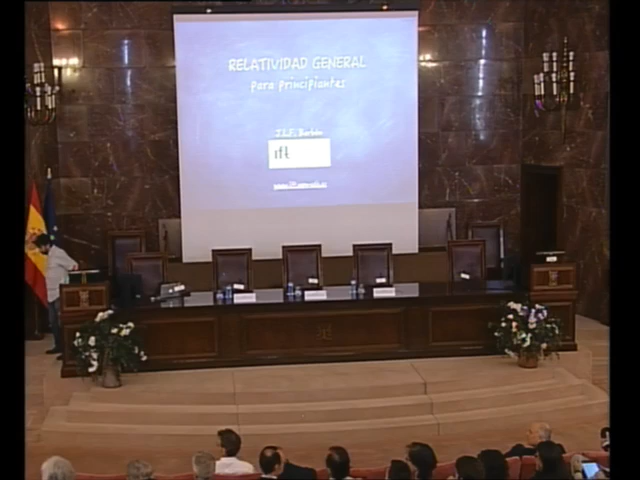 RELATIVIDAD GENERAL
para principiantes
J.L.F. Barbón
ift